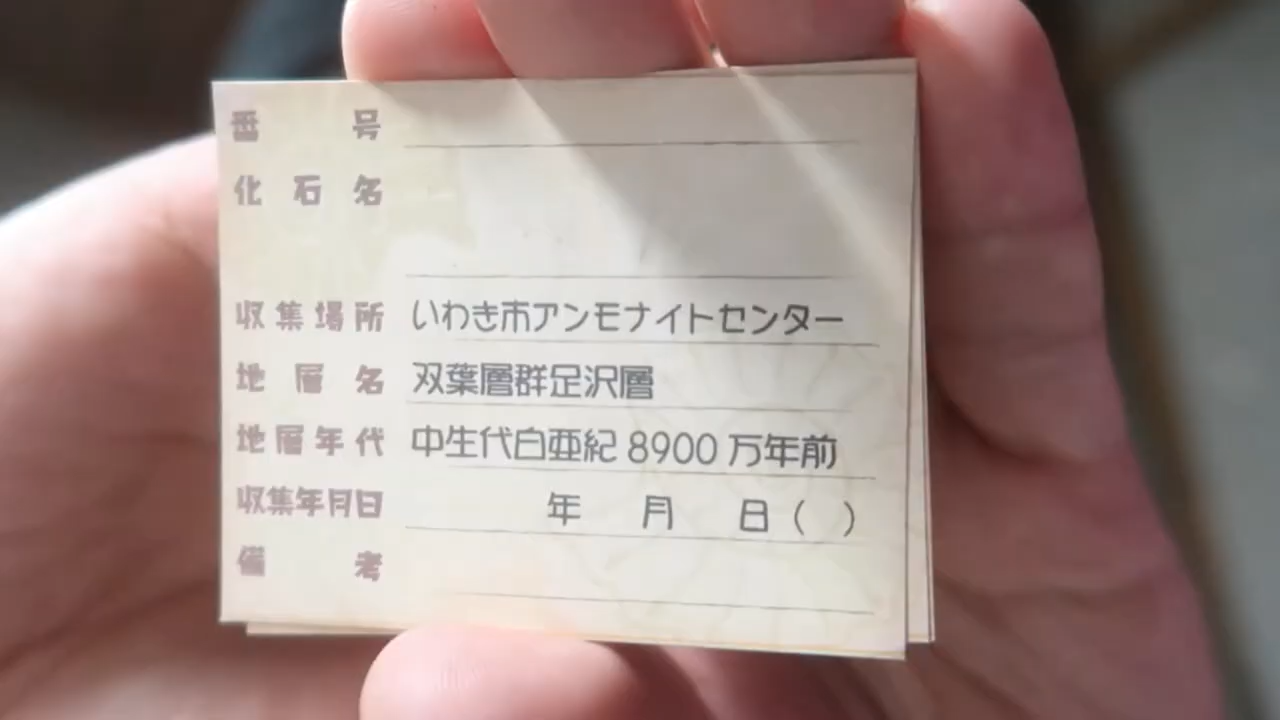 番号
化石名
収集場所 いわき市アンモナイトセンター
地層名 双葉層群足沢層
地層年代 中生代白亜紀 8900 万年前
収集年月日 年 月 日( )
備考